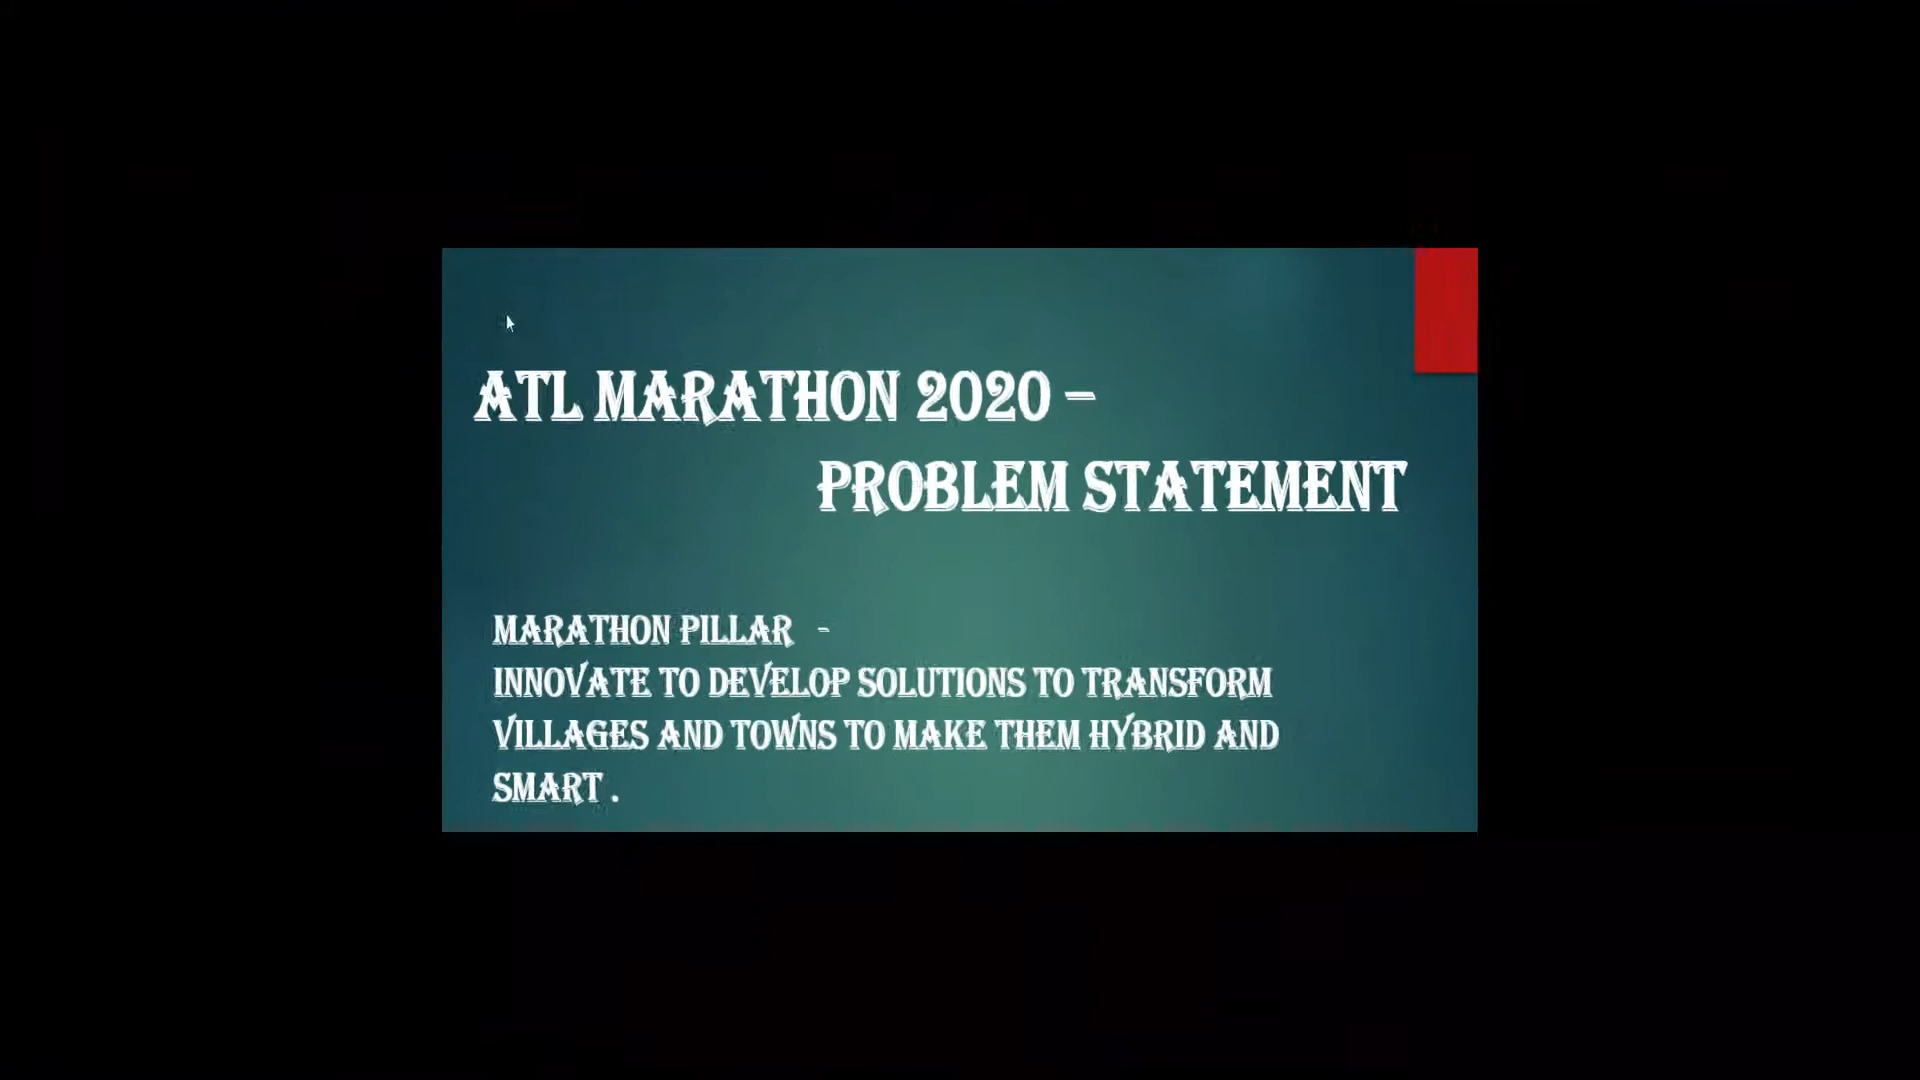 ATL MARATHON 2020 –
PROBLEM STATEMENT
MARATHON PILLAR -
INNOVATE TO DEVELOP SOLUTIONS TO TRANSFORM
VILLAGES AND TOWNS TO MAKE THEM HYBRID AND
SMART .